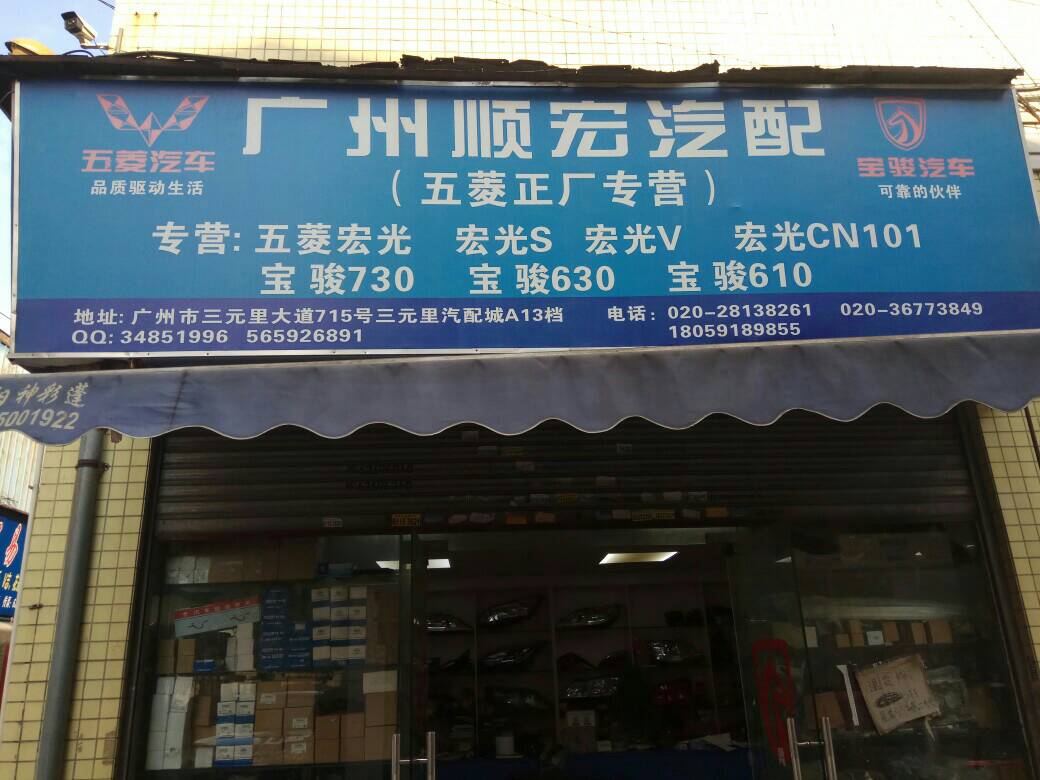 广州顺宏汽配
五菱汽车
品质驱动生活
宝骏汽车
可靠的伙伴
（五菱正厂专营）
专营: 五菱宏光 宏光S 宏光V 宏光CN101
宝骏730 宝骏630 宝骏610
地址: 广州市三元里大道715号三元里汽配城A13档
电话: 020-28138261 020-36773849
QQ: 34851996 565926891
18059189855
神彩蓬
5001922